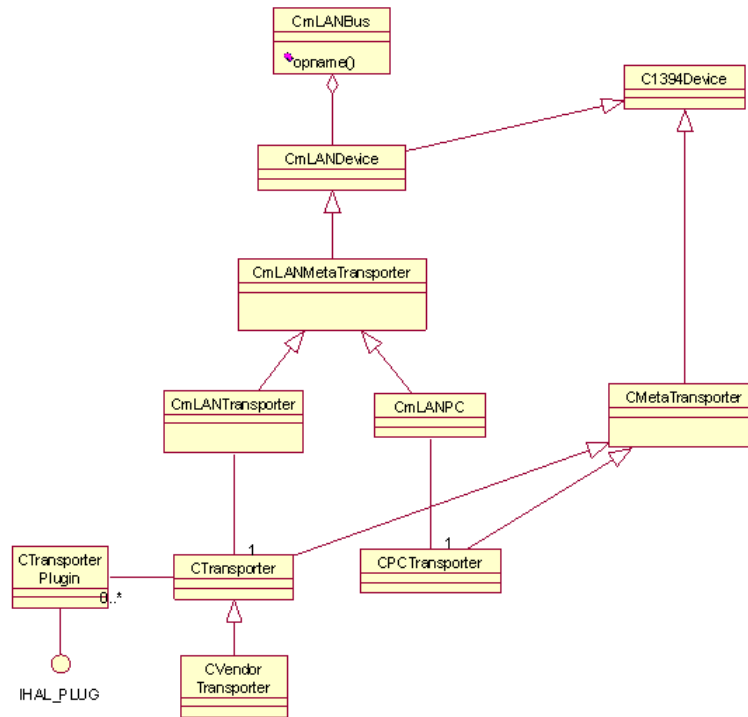 CmLANBus
opname()
C1394Device
CmLANDevice
CmLANMetaTransporter
CmLANTransporter
CmLANPC
CMetaTransporter
1
1
CTransporter
Plugin
0..*
CTransporter
CPCTransporter
IHAL_PLUG
CVendor
Transporter